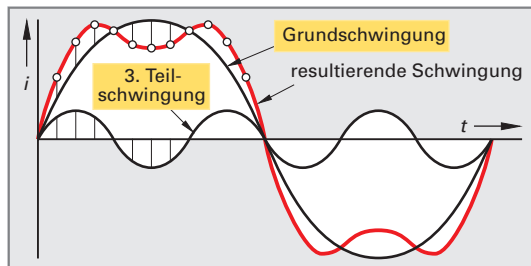 Grundschwingung
i
resultierende Schwingung
3. Teil-
schwingung
t